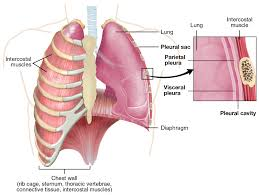 Intercostal
muscles
Lung
Pleural sac
Parietal
pleura
Visceral
pleura
Diaphragm
Chest wall
(rib cage, sternum, thoracic vertebrae,
connective tissue, intercostal muscles)
Lung
Intercostal
muscle
Pleural cavity